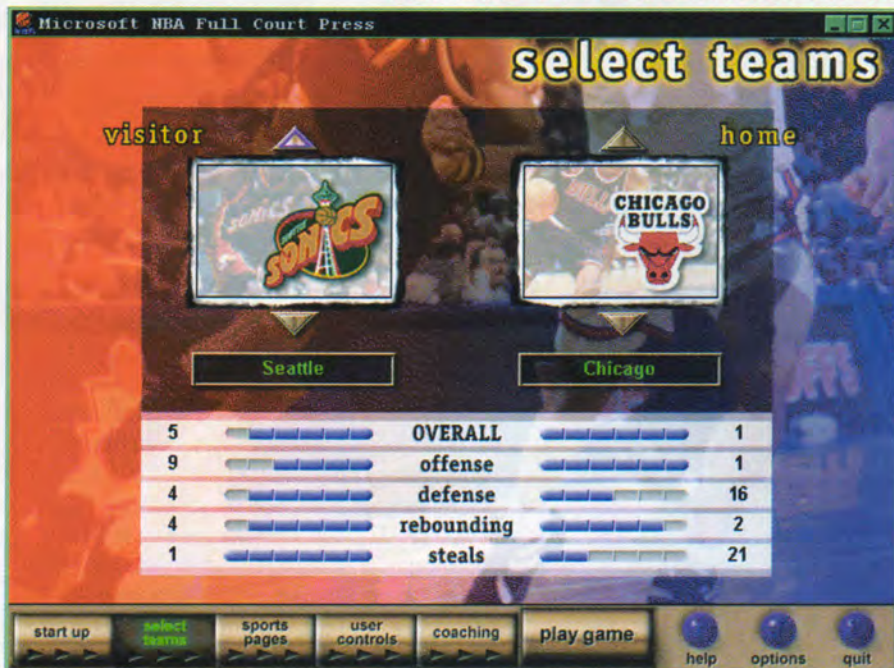 Microsoft NBA Full Court Press
select teams
visitor
home
SEATTLE
SONICS
SONICS
CHICAGO
BULLS
Seattle
Chicago
5 OVERALL 1
9 offense 1
4 defense 16
4 rebounding 2
1 steals 21
start up
select
teams
sports
pages
user
controls
coaching
play game
help
options
quit